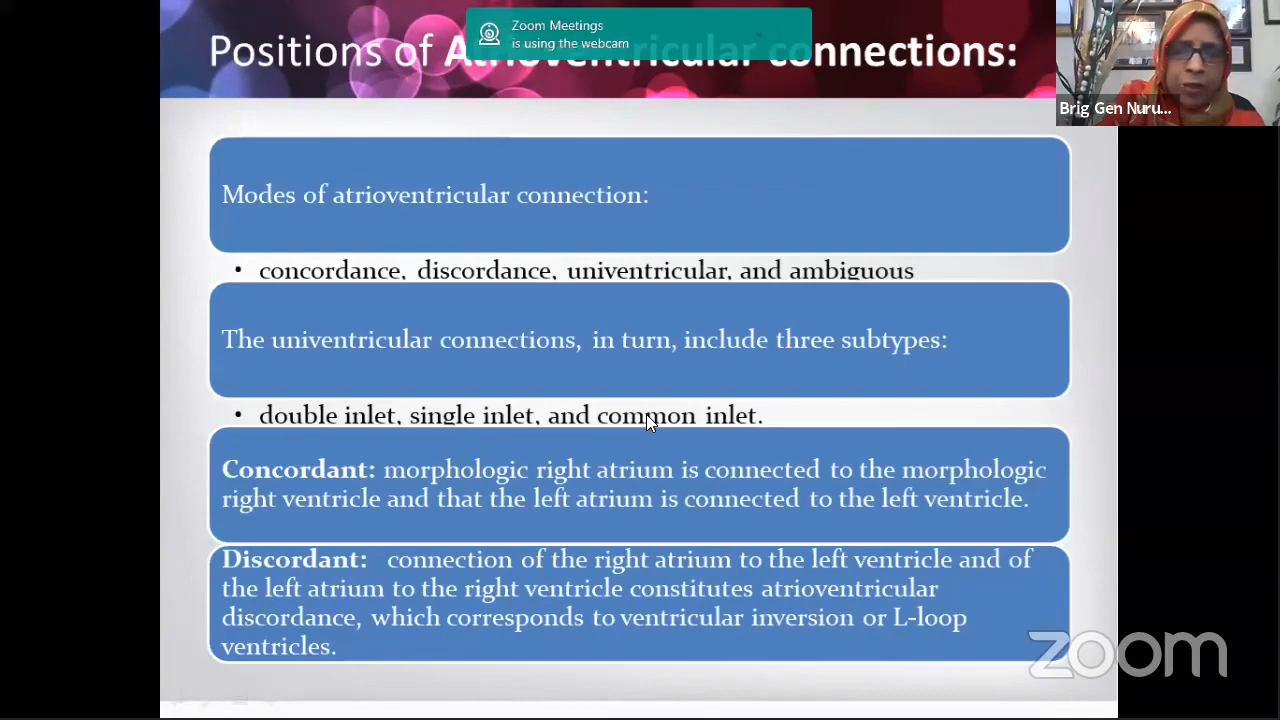 Positions of Atrioventricular connections:
Zoom Meetings
is using the webcam
Brig Gen Nuru...
Modes of atrioventricular connection:
• concordance, discordance, univentricular, and ambiguous
The univentricular connections, in turn, include three subtypes:
• double inlet, single inlet, and common inlet.
Concordant: morphologic right atrium is connected to the morphologic
right ventricle and that the left atrium is connected to the left ventricle.
Discordant: connection of the right atrium to the left ventricle and of
the left atrium to the right ventricle constitutes atrioventricular
discordance, which corresponds to ventricular inversion or L-loop
ventricles.
zoom